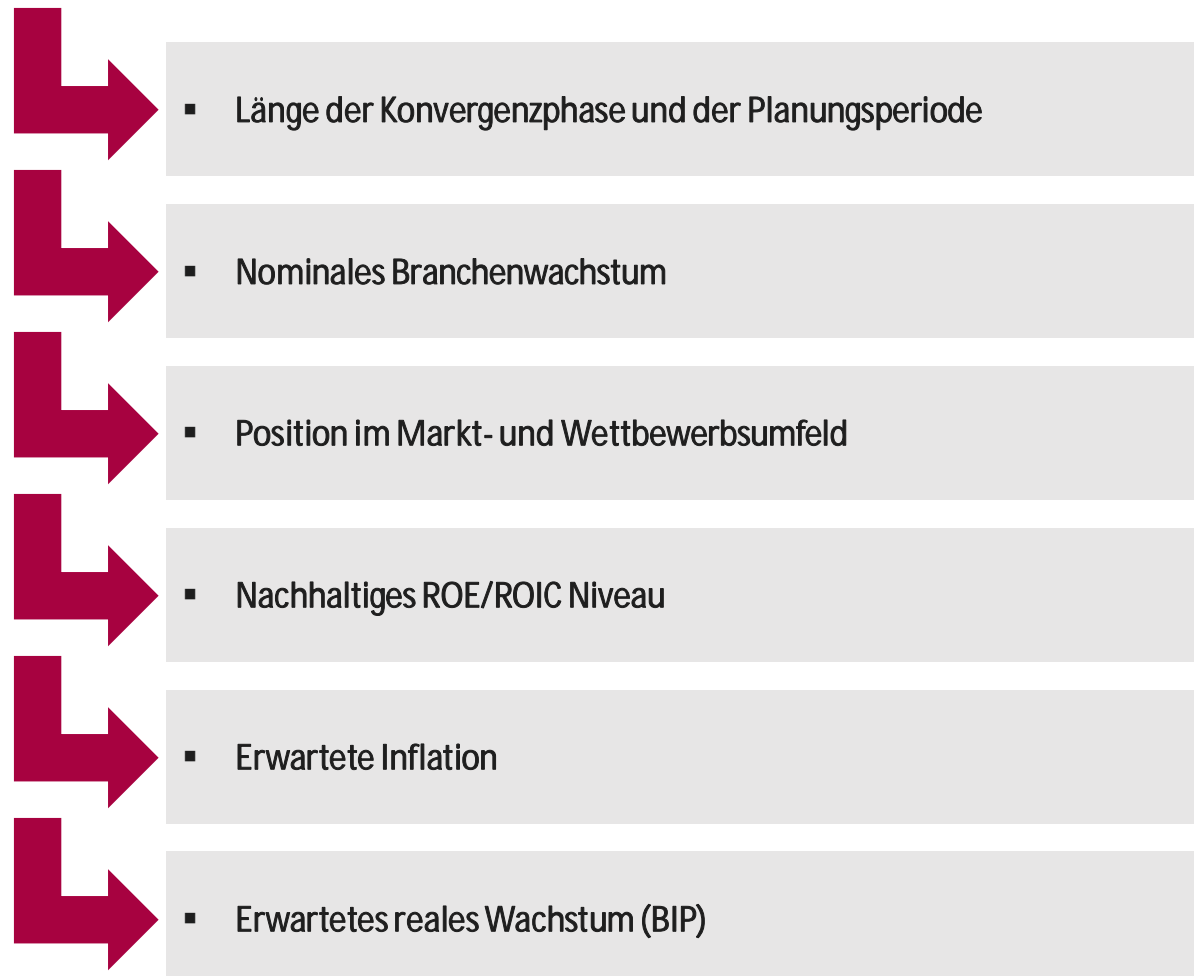 ▪ Länge der Konvergenzphase und der Planungsperiode
▪ Nominales Branchenwachstum
▪ Position im Markt- und Wettbewerbsumfeld
▪ Nachhaltiges ROE/ROIC Niveau
▪ Erwartete Inflation
▪ Erwartetes reales Wachstum (BIP)